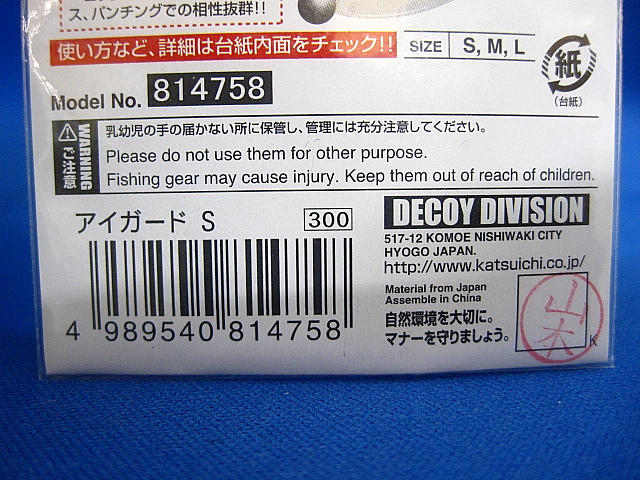 ス、パンチングでの相性抜群!!
使い方など、詳細は台紙内面をチェック!!
SIZE S, M, L
紙
(台紙)
Model No. 814758
WARNING
ご注意
乳幼児の手の届かない所に保管し、管理には充分注意してください。
Please do not use them for other purpose.
Fishing gear may cause injury. Keep them out of reach of children.
アイガード S
300
4 989540 814758
DECOY DIVISION
517-12 KOMOE NISHIWAKI CITY
HYOGO JAPAN.
http://www.katsuichi.co.jp/
Material from Japan
Assemble in China
自然環境を大切に。
マナーを守りましょう。
山本
K